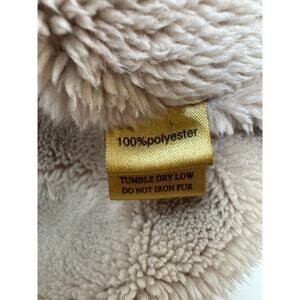 100%polyester
TUMBLE DRY LOW
DO NOT IRON FUR